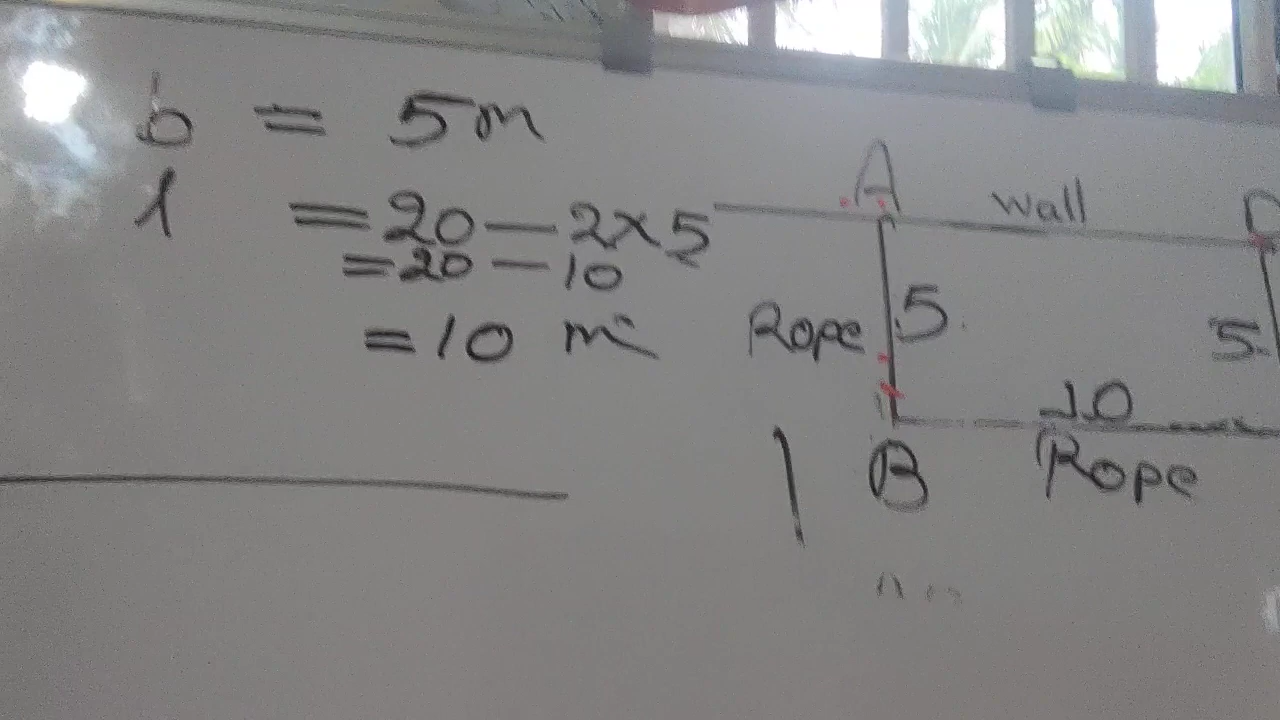 b = 5m
l = 20 - 2x5
= 20 - 10
= 10 m
A
Wall
Rope
5
5
10
B
Rope